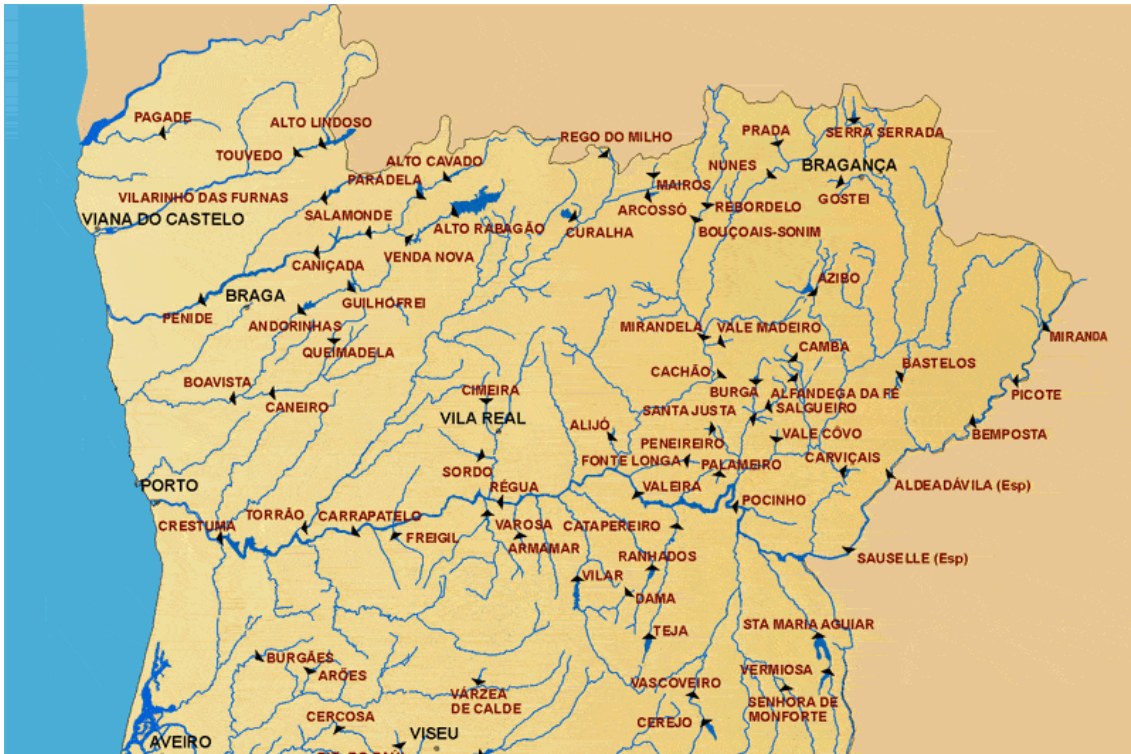 PAGADE
ALTO LINDOSO
REGO DO MILHO
PRADA
SERRA SERRADA
TOUVEDO
ALTO CAVADO
NUNES
BRAGANÇA
PARADELA
MAIROS
VILARINHO DAS FURNAS
GOSTEI
ARCOSSÓ
REBORDELO
VIANA DO CASTELO
SALAMONDE
ALTO RABAGÃO
CURALHA
BOUÇOAIS-SONIM
VENDA NOVA
CANIÇADA
AZIBO
BRAGA
GUILHOFREI
PENIDE
ANDORINHAS
MIRANDELA
VALE MADEIRO
MIRANDA
QUEIMADELA
CAMBA
BASTELOS
CACHÃO
BOAVISTA
CIMEIRA
BURGA
ALFANDEGA DA FÉ
PICOTE
CANEIRO
SALGUEIRO
VILA REAL
SANTA JUSTA
ALIJÓ
VALE CÔVO
BEMPOSTA
PENEIREIRO
FONTE LONGA
SORDO
PALAMEIRO
CARVIÇAIS
PORTO
RÉGUA
VALEIRA
ALDEADÁVILA (Esp)
POCINHO
TORRÃO
CARRAPATELO
CRESTUMA
VAROSA
CATAPEREIRO
FREIGIL
ARMAMAR
RANHADOS
SAUSELLE (Esp)
VILAR
DAMA
STA MARIA AGUIAR
TEJA
BURGÃES
ARÕES
VERMIOSA
VASCOVEIRO
VÁRZEA
DE CALDE
SENHORA DE
MONFORTE
CERCOSA
CEREJO
VISEU
AVEIRO